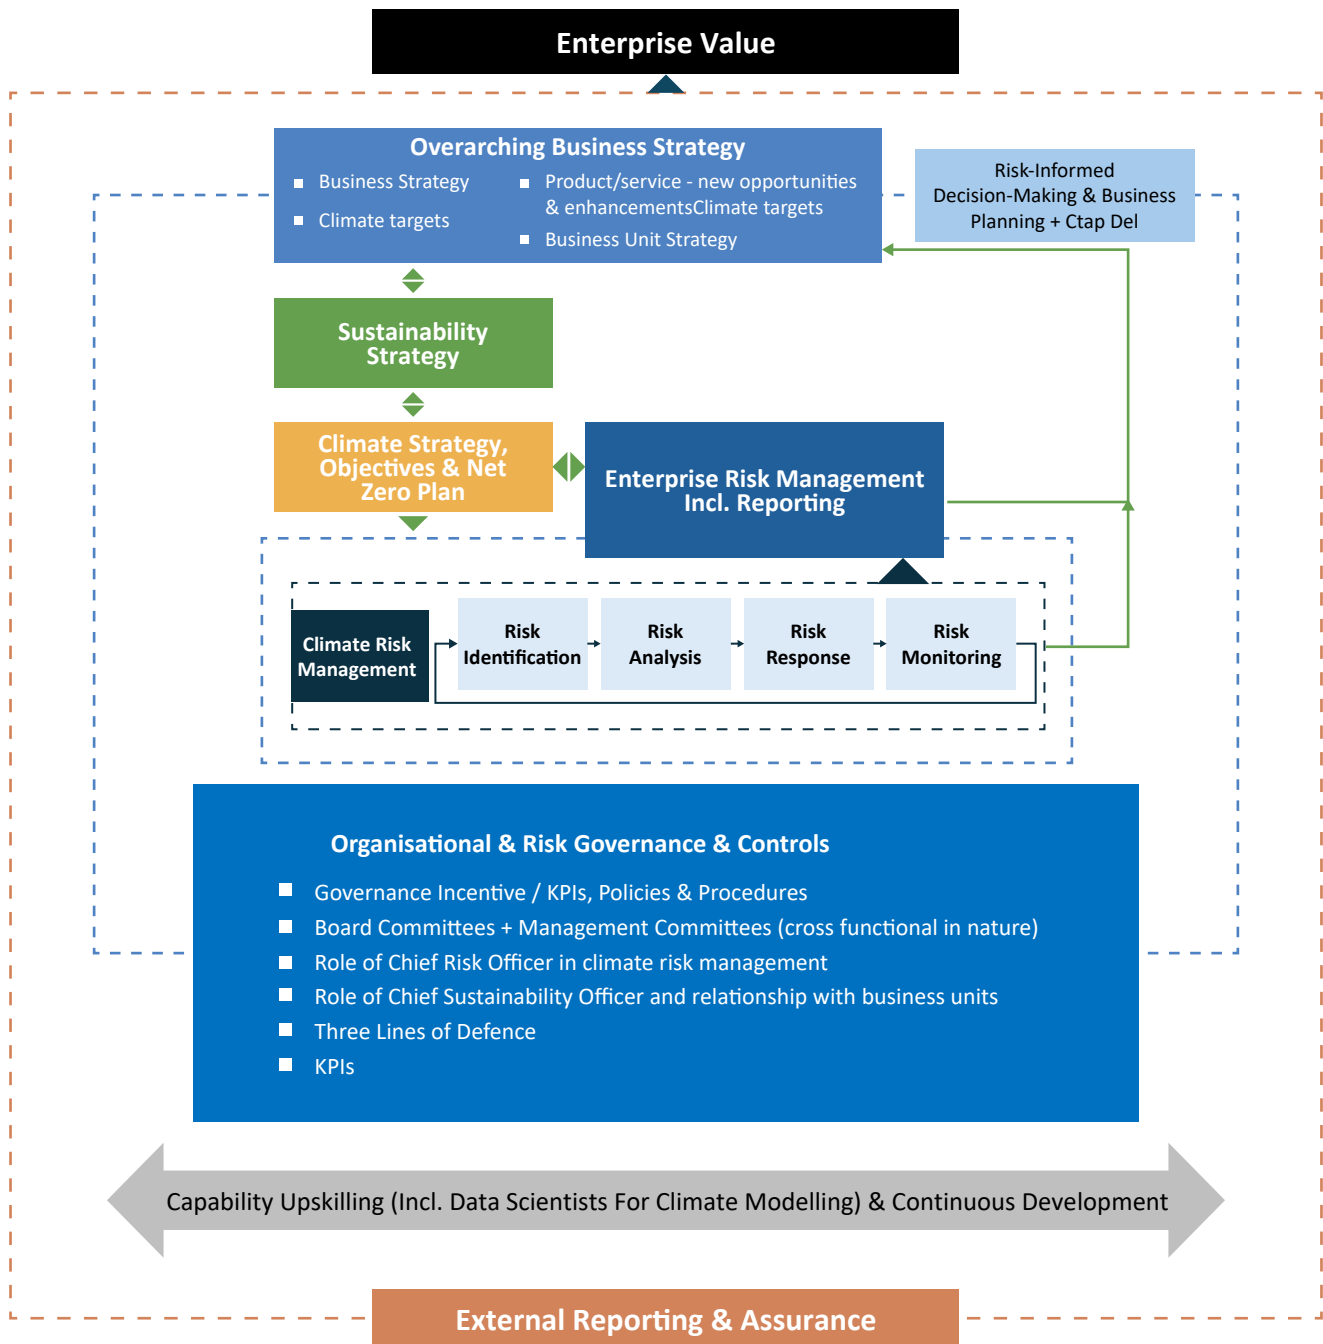 Enterprise Value
Overarching Business Strategy
Business Strategy
Climate targets
Product/service - new opportunities
& enhancementsClimate targets
Business Unit Strategy
Risk-Informed
Decision-Making & Business
Planning + Ctap Del
Sustainability
Strategy
Climate Strategy,
Objectives & Net
Zero Plan
Enterprise Risk Management
Incl. Reporting
Climate Risk
Management
Risk
Identification
Risk
Analysis
Risk
Response
Risk
Monitoring
Organisational & Risk Governance & Controls
Governance Incentive / KPIs, Policies & Procedures
Board Committees + Management Committees (cross functional in nature)
Role of Chief Risk Officer in climate risk management
Role of Chief Sustainability Officer and relationship with business units
Three Lines of Defence
KPIs
Capability Upskilling (Incl. Data Scientists For Climate Modelling) & Continuous Development
External Reporting & Assurance